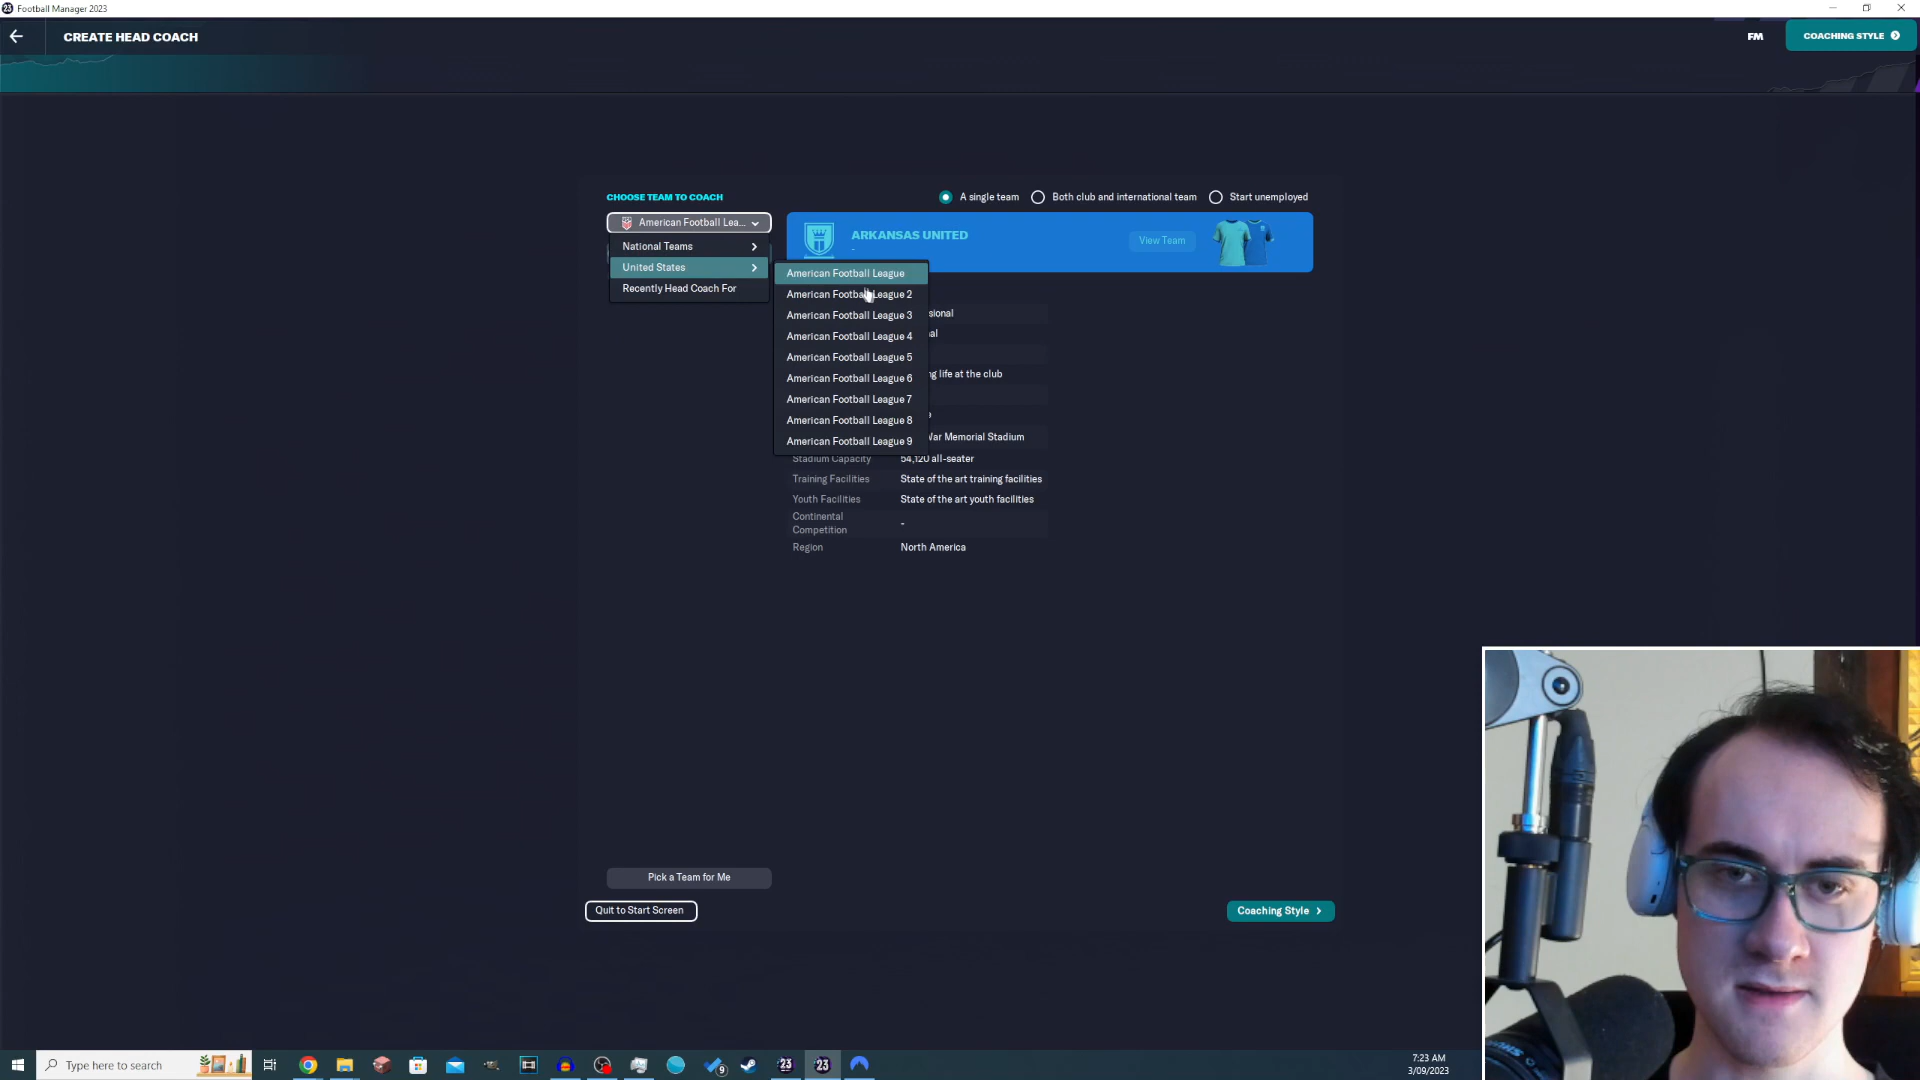 Football Manager 2023
CREATE HEAD COACH
FM
COACHING STYLE
CHOOSE TEAM TO COACH
A single team
Both club and international team
Start unemployed
American Football Lea...
National Teams
United States
Recently Head Coach For
ARKANSAS UNITED
-
View Team
American Football League
American Football League 2
American Football League 3
American Football League 4
American Football League 5
American Football League 6
American Football League 7
American Football League 8
American Football League 9
life at the club
War Memorial Stadium
Stadium Capacity 54,120 all-seater
Training Facilities State of the art training facilities
Youth Facilities State of the art youth facilities
Continental
Competition -
Region North America
Pick a Team for Me
Quit to Start Screen
Coaching Style
Type here to search
9
23
23
7:23 AM
3/09/2023